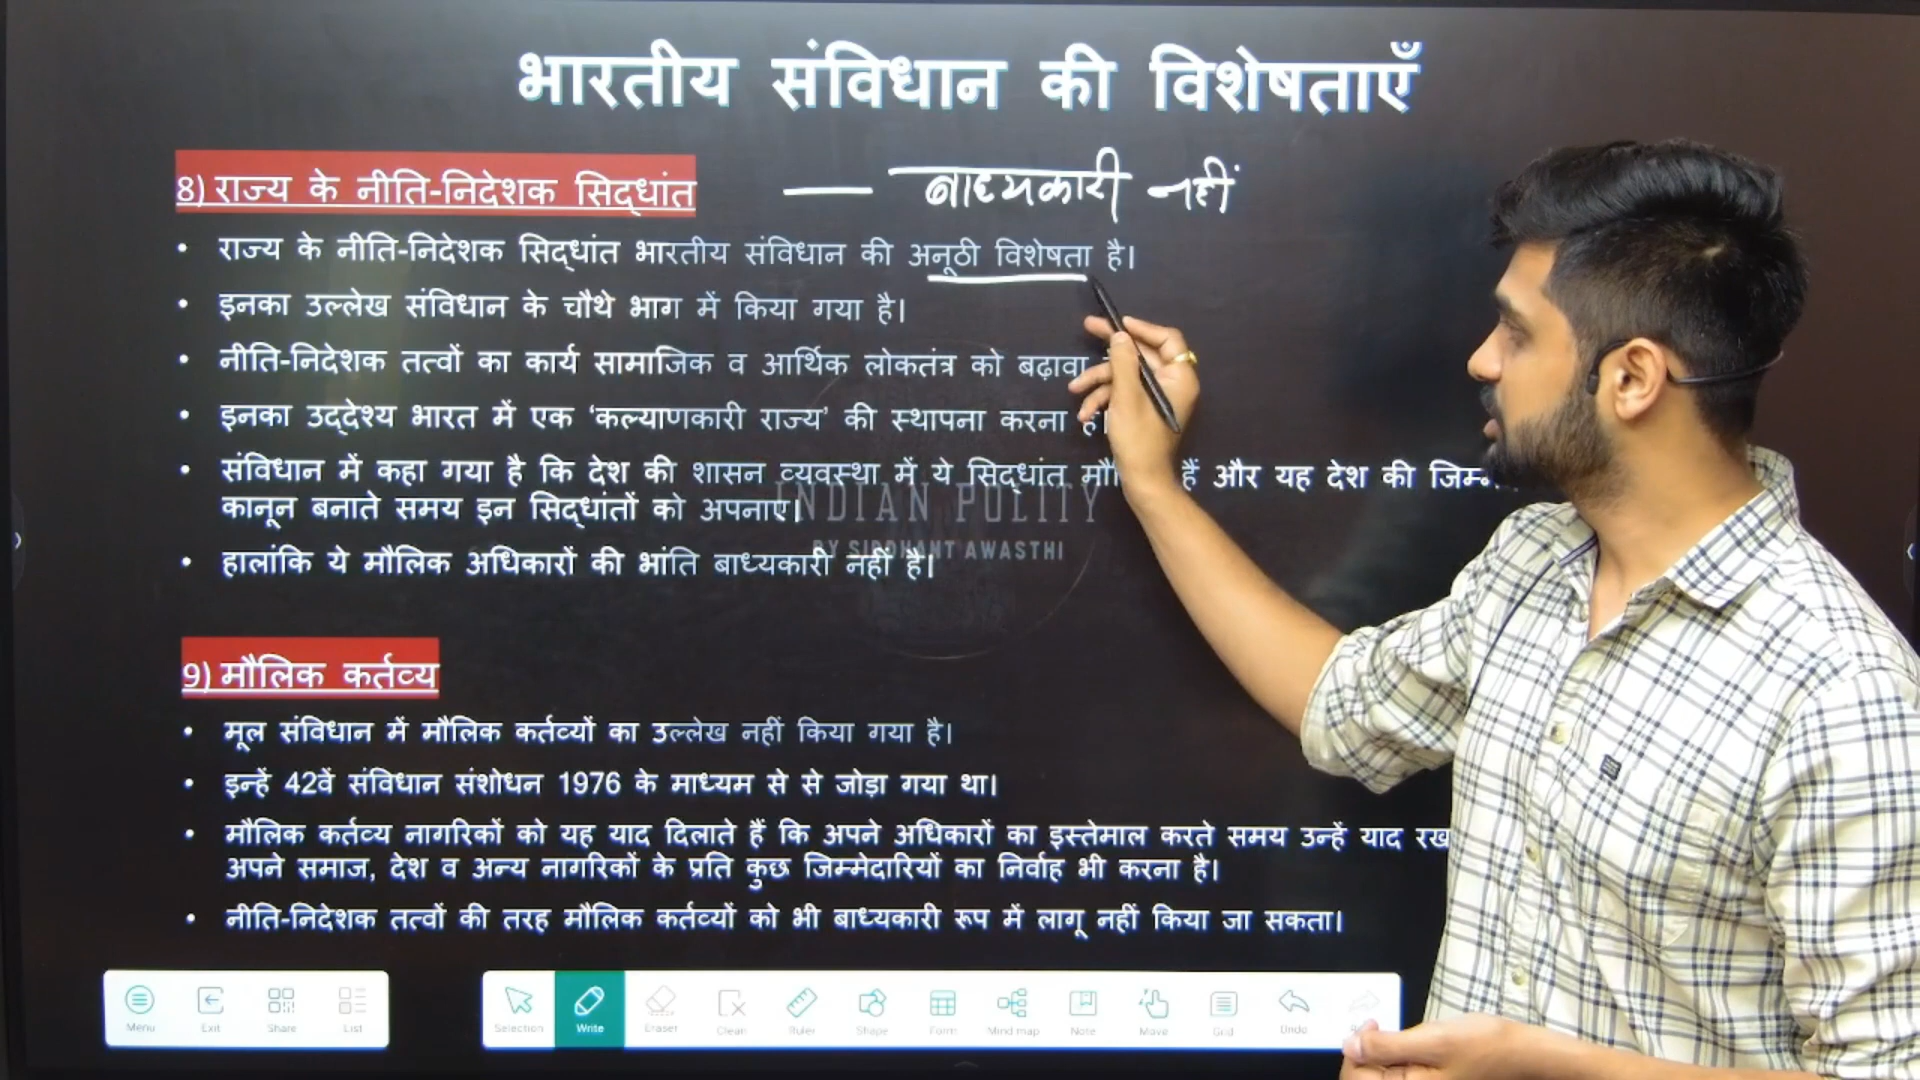 भारतीय संविधान की विशेषताएँ
8) राज्य के नीति-निदेशक सिद्धांत — बाध्यकारी नहीं
• राज्य के नीति-निदेशक सिद्धांत भारतीय संविधान की अनूठी विशेषता है।
• इनका उल्लेख संविधान के चौथे भाग में किया गया है।
• नीति-निदेशक तत्वों का कार्य सामाजिक व आर्थिक लोकतंत्र को बढ़ावा
• इनका उद्देश्य भारत में एक ‘कल्याणकारी राज्य’ की स्थापना करना है।
• संविधान में कहा गया है कि देश की शासन व्यवस्था में ये सिद्धांत हैं और यह देश की
कानून बनाते समय इन सिद्धांतों को अपनाए।
INDIAN POLITY
BY SIDDHANT AWASTHI
• हालांकि ये मौलिक अधिकारों की भांति बाध्यकारी नहीं है।
9) मौलिक कर्तव्य
• मूल संविधान में मौलिक कर्तव्यों का उल्लेख नहीं किया गया है।
• इन्हें 42वें संविधान संशोधन 1976 के माध्यम से से जोड़ा गया था।
• मौलिक कर्तव्य नागरिकों को यह याद दिलाते हैं कि अपने अधिकारों का इस्तेमाल करते समय उन्हें याद
अपने समाज, देश व अन्य नागरिकों के प्रति कुछ जिम्मेदारियों का निर्वाह भी करना है।
• नीति-निदेशक तत्वों की तरह मौलिक कर्तव्यों को भी बाध्यकारी रूप में लागू नहीं किया जा सकता।
Menu Exit Share List Selection Write Eraser Clean Ruler Shape Form Mind map Note Move Grid Undo